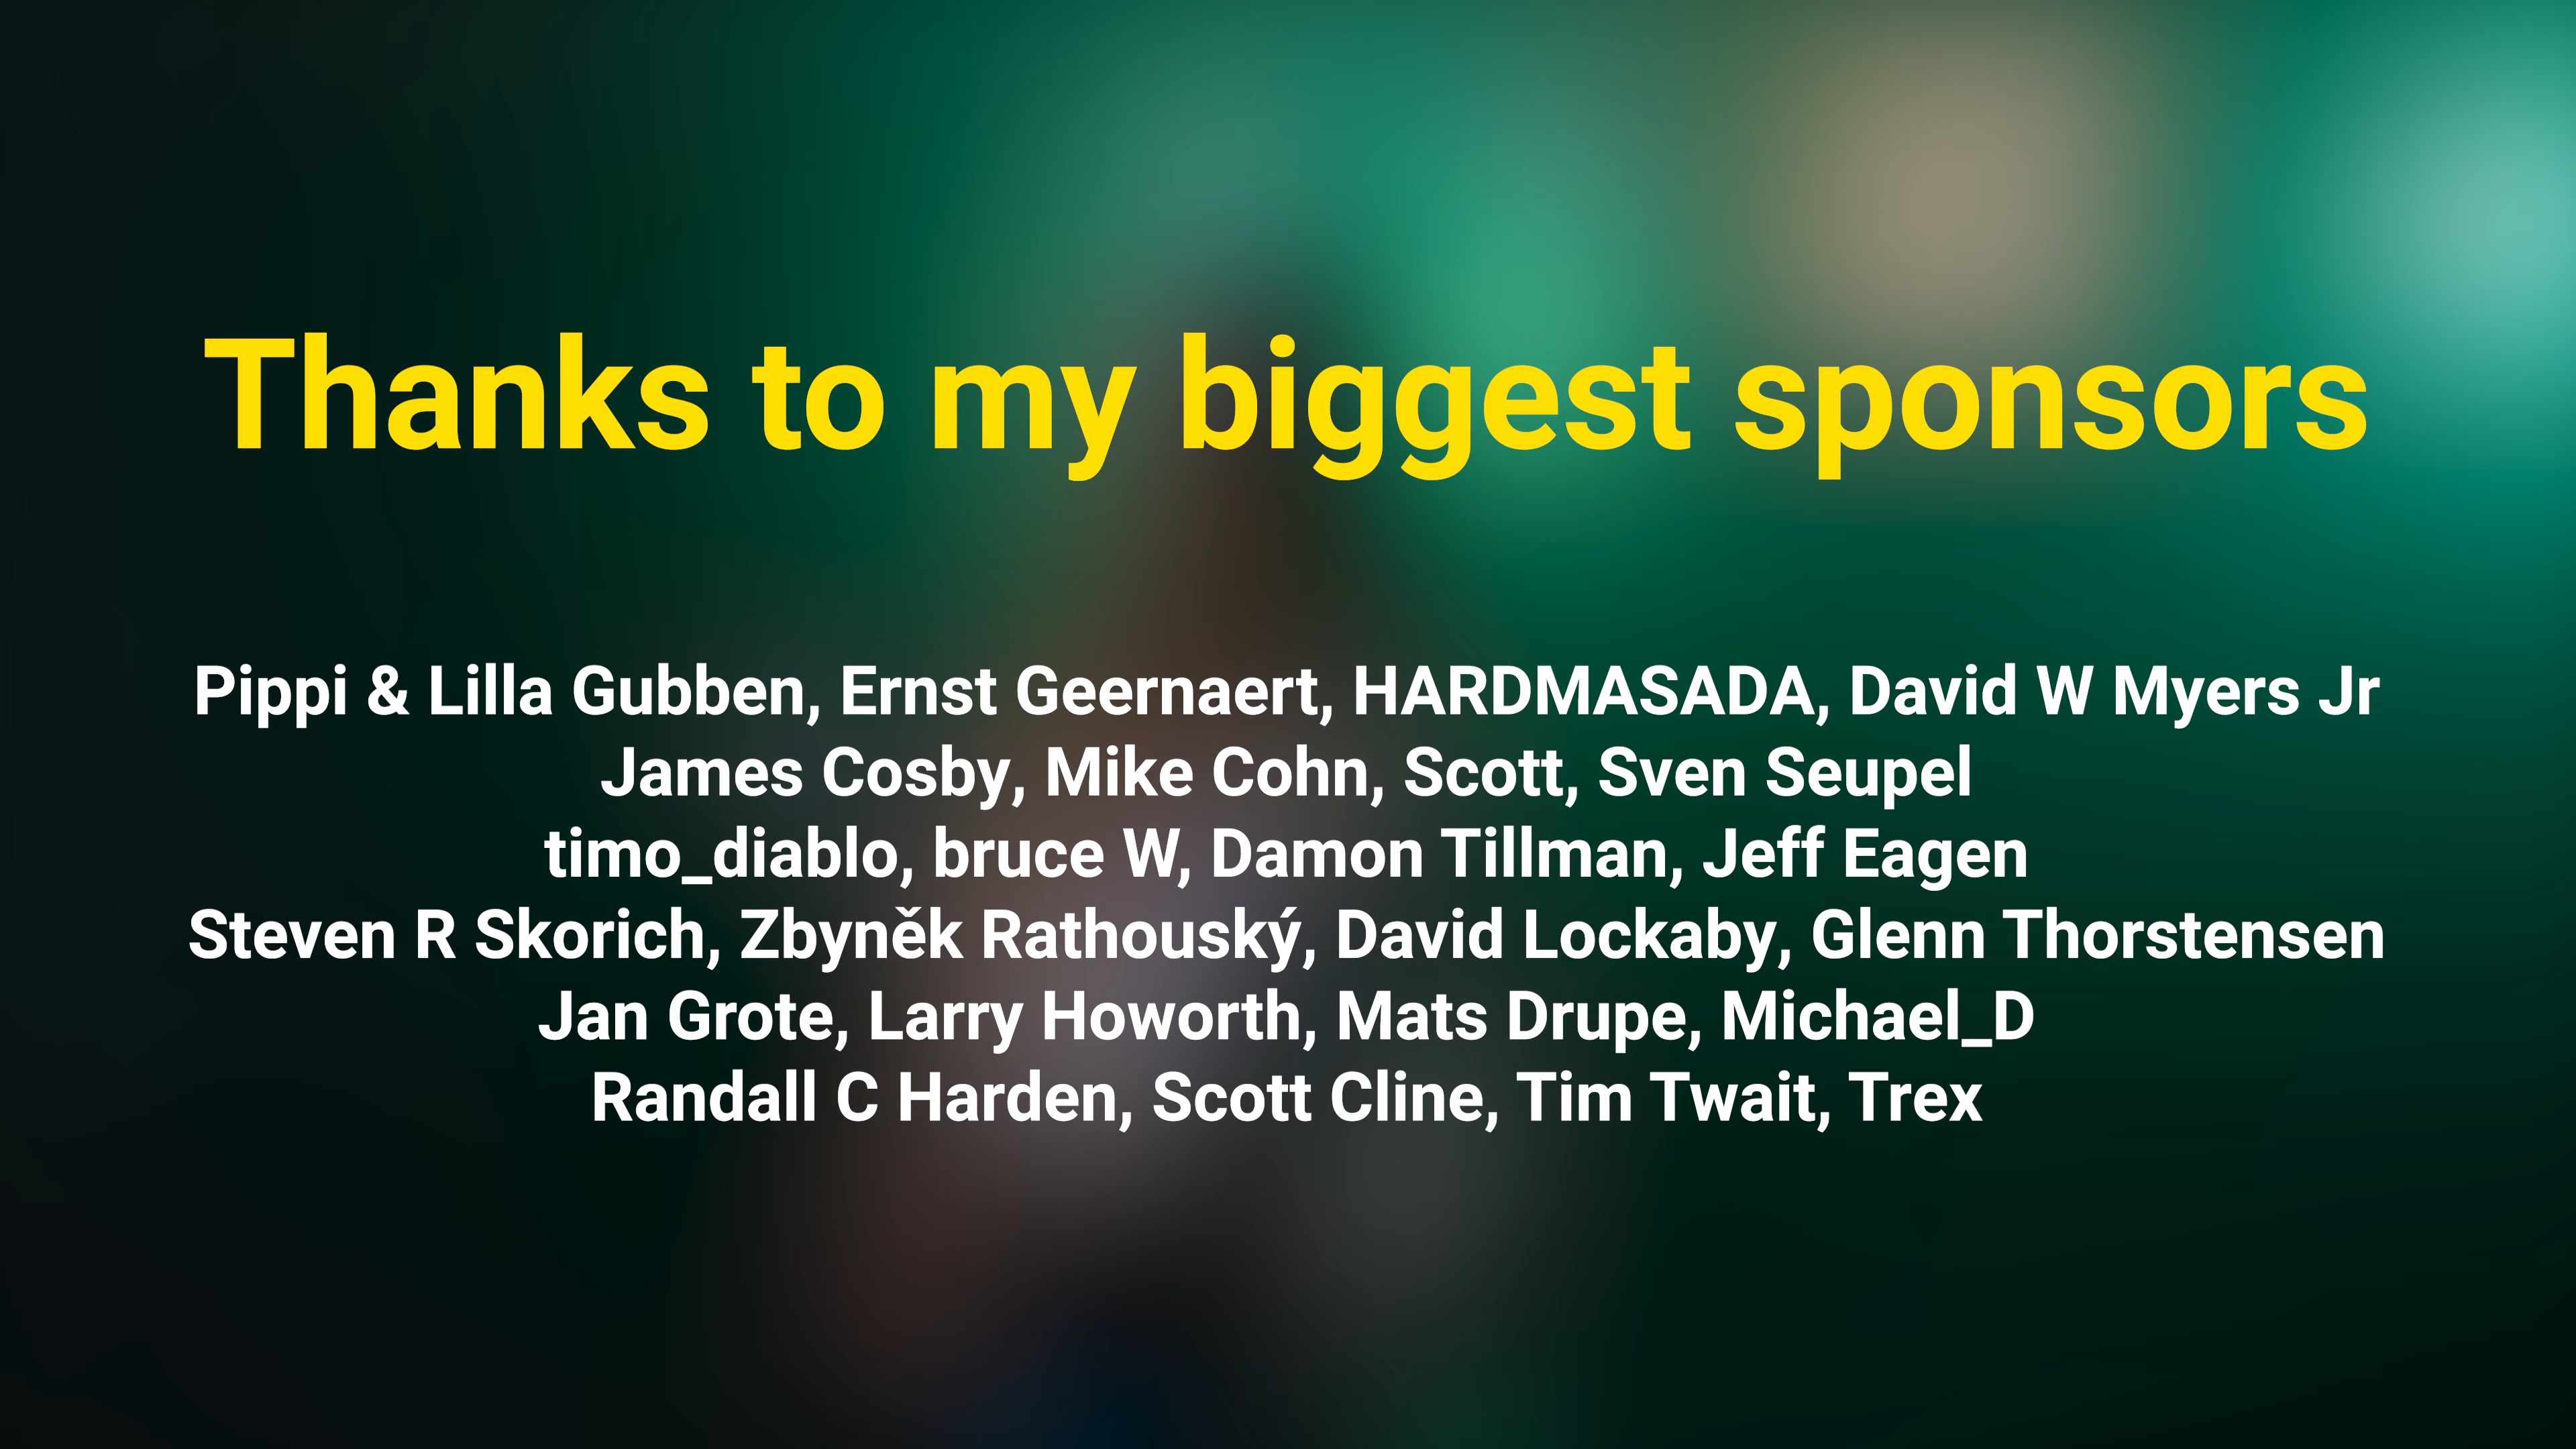 Thanks to my biggest sponsors
Pippi & Lilla Gubben, Ernst Geernaert, HARDMASADA, David W Myers Jr
James Cosby, Mike Cohn, Scott, Sven Seupel
timo_diablo, bruce W, Damon Tillman, Jeff Eagen
Steven R Skorich, Zbyněk Rathouský, David Lockaby, Glenn Thorstensen
Jan Grote, Larry Howorth, Mats Drupe, Michael_D
Randall C Harden, Scott Cline, Tim Twait, Trex